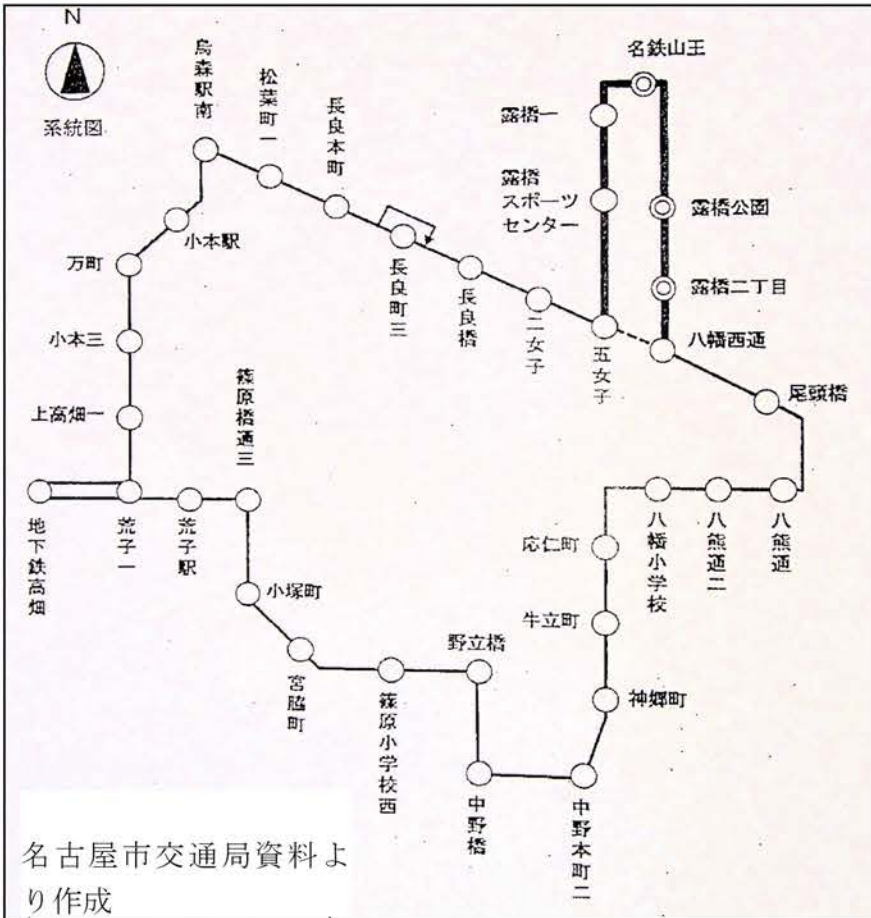 N
系統図
烏森駅南
松葉町一
長良本町
長良町三
長良橋
二女子
五女子
名鉄山王
露橋一
露橋
スポーツ
センター
露橋公園
露橋二丁目
八幡西通
尾頭橋
小本駅
万町
小本三
上高畑一
地下鉄高畑
荒子一
荒子駅
篠原橋通三
小塚町
宮脇町
篠原小学校西
野立橋
中野橋
中野本町二
神郷町
牛立町
応仁町
八幡小学校
八熊通二
八熊通
名古屋市交通局資料よ
り作成